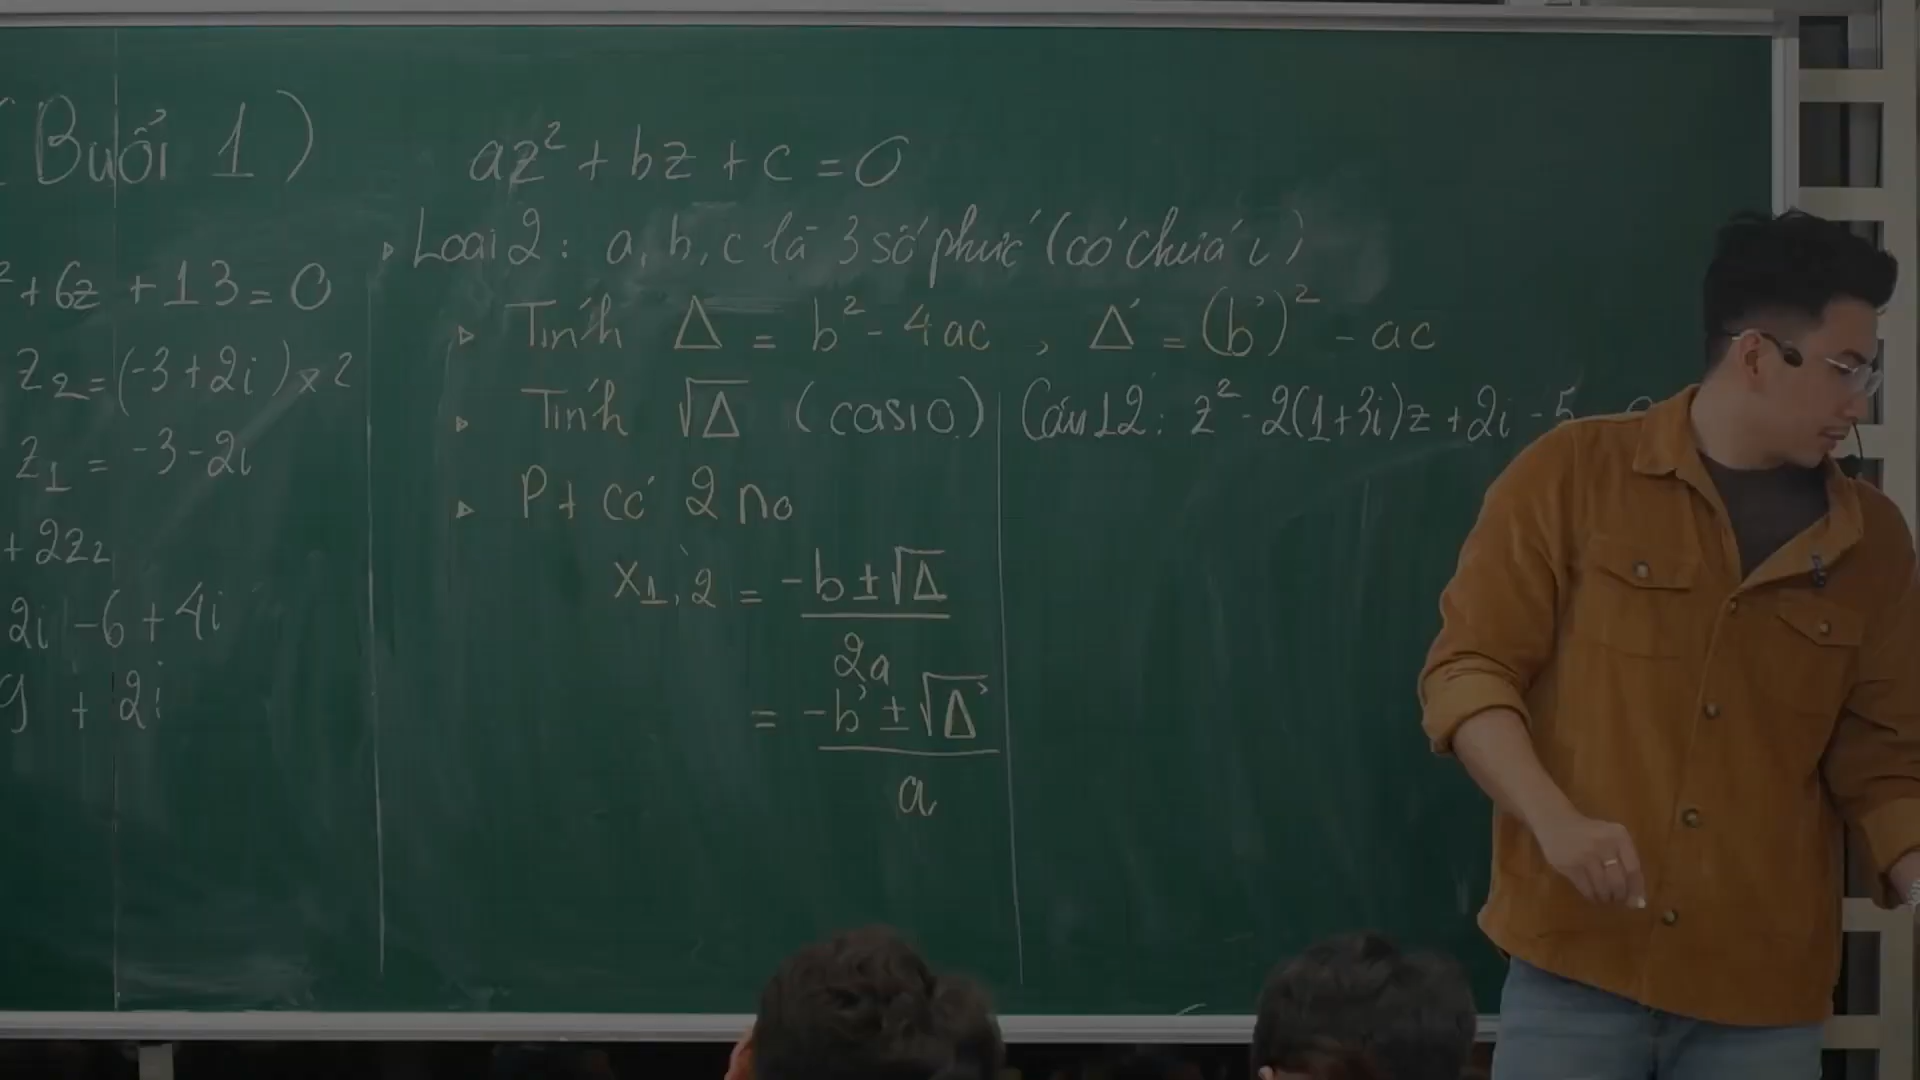 (Buổi 1)
² + 6z + 13 = 0
z₂ = (-3 + 2i) x 2
z₁ = -3 - 2i
+ 2z₂
2i - 6 + 4i
9 + 2i
az² + bz + c = 0
▹ Loại 2 : a, b, c là 3 số phức (có chứa i)
▹ Tính Δ = b² - 4ac , Δ' = (b')² - ac
▹ Tính √Δ (casio)
▹ Pt có 2 no
x₁,₂ = (-b ± √Δ) / 2a
= (-b' ± √Δ') / a
Câu 12 : z² - 2(1+3i)z + 2i - 5